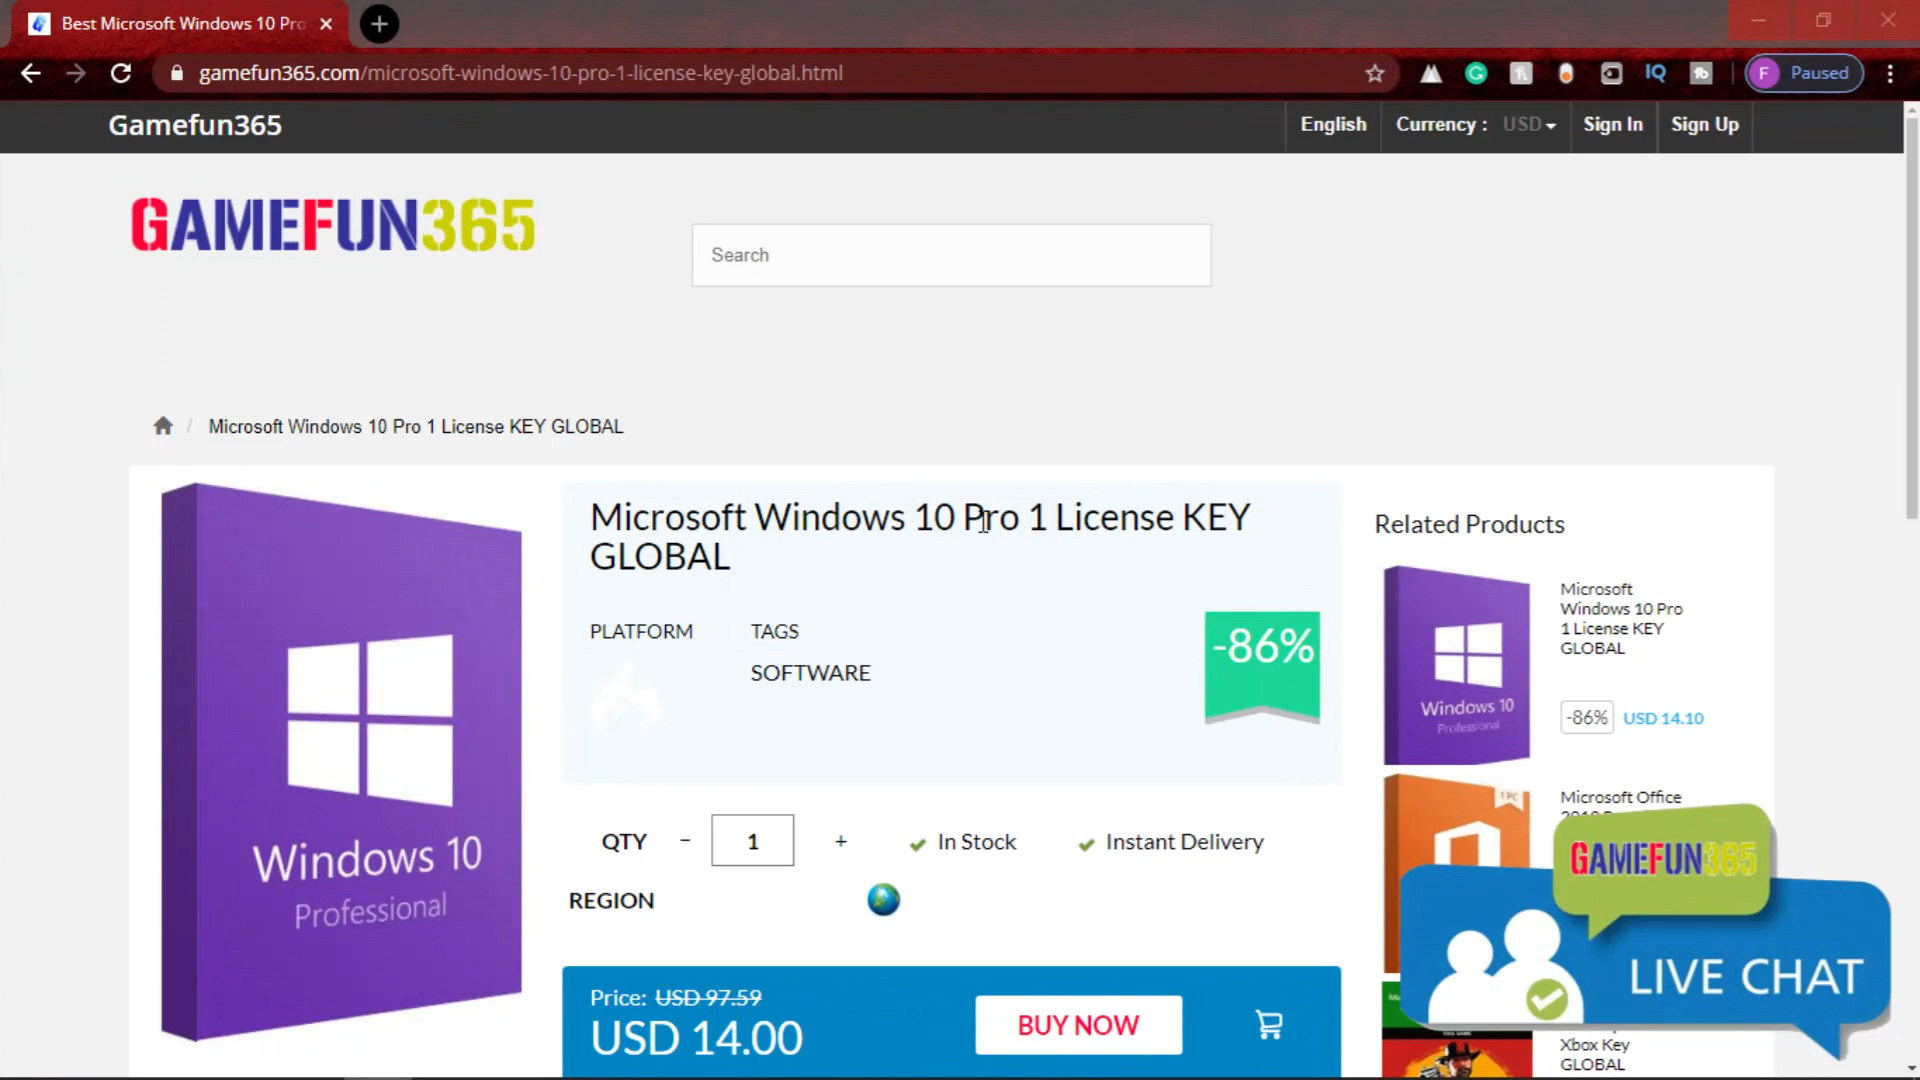 Best Microsoft Windows 10 Pro
gamefun365.com/microsoft-windows-10-pro-1-license-key-global.html
IQ
F Paused
Gamefun365
English
Currency : USD
Sign In
Sign Up
GAMEFUN365
Search
/ Microsoft Windows 10 Pro 1 License KEY GLOBAL
Windows 10
Professional
Microsoft Windows 10 Pro 1 License KEY
GLOBAL
PLATFORM
TAGS
SOFTWARE
-86%
QTY - 1 +
In Stock
Instant Delivery
REGION
Price: USD 97.59
USD 14.00
BUY NOW
Related Products
Windows 10
Professional
Microsoft
Windows 10 Pro
1 License KEY
GLOBAL
-86% USD 14.10
1 PC
Microsoft Office
GAMEFUN365
LIVE CHAT
Xbox Key
GLOBAL